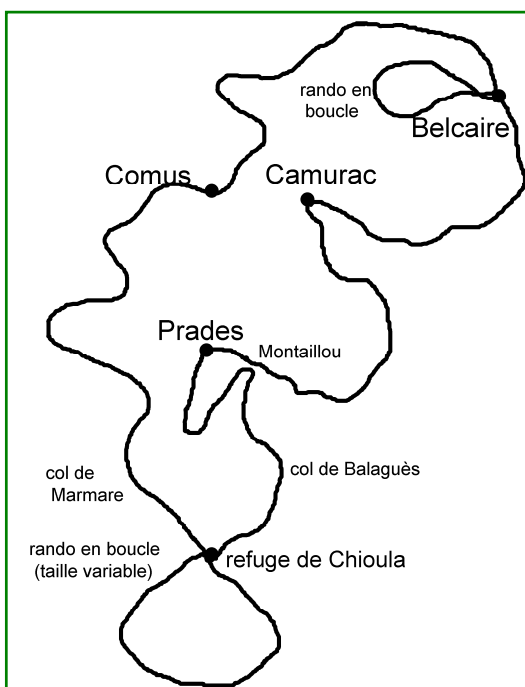 rando en
boucle
Belcaire
Comus
Camurac
Prades
Montaillou
col de
Marmare
col de Balaguès
rando en boucle
(taille variable)
refuge de Chioula